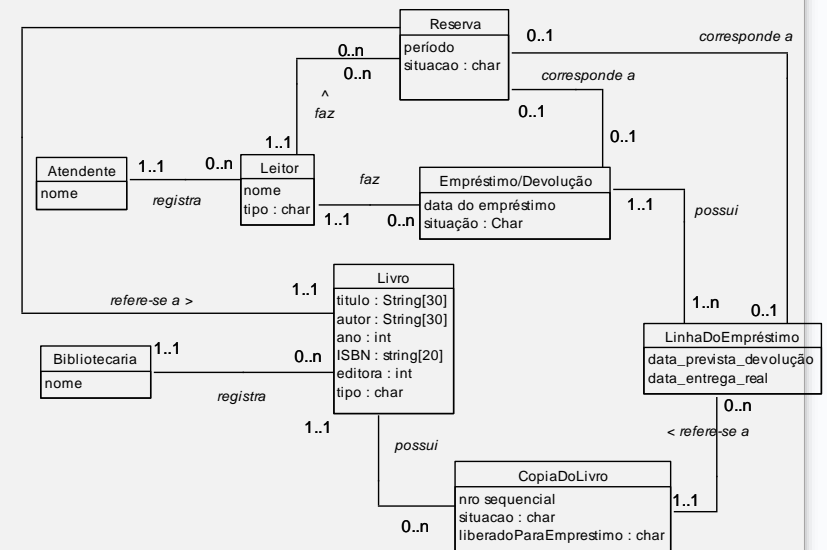 Reserva
período
situacao : char
0..1
corresponde a
0..n
0..n
^
faz
corresponde a
0..1
0..1
1..1
Atendente
nome
1..1
0..n
registra
Leitor
nome
tipo : char
faz
1..1
0..n
Empréstimo/Devolução
data do empréstimo
situação : Char
1..1
possui
1..n
0..1
refere-se a >
1..1
Livro
titulo : String[30]
autor : String[30]
ano : int
ISBN : string[20]
editora : int
tipo : char
Bibliotecaria
nome
1..1
0..n
registra
LinhaDoEmpréstimo
data_prevista_devolução
data_entrega_real
0..n
< refere-se a
1..1
possui
0..n
CopiaDoLivro
nro sequencial
situacao : char
liberadoParaEmprestimo : char
1..1